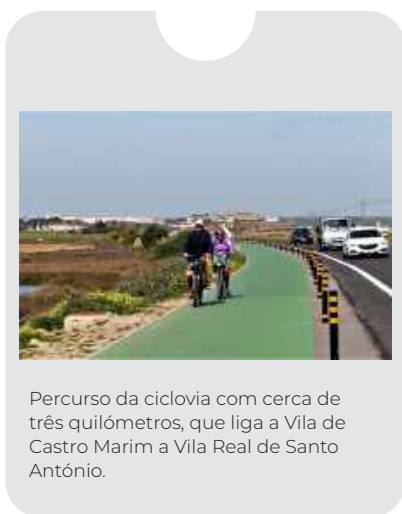 Percurso da ciclovia com cerca de
três quilómetros, que liga a Vila de
Castro Marim a Vila Real de Santo
António.